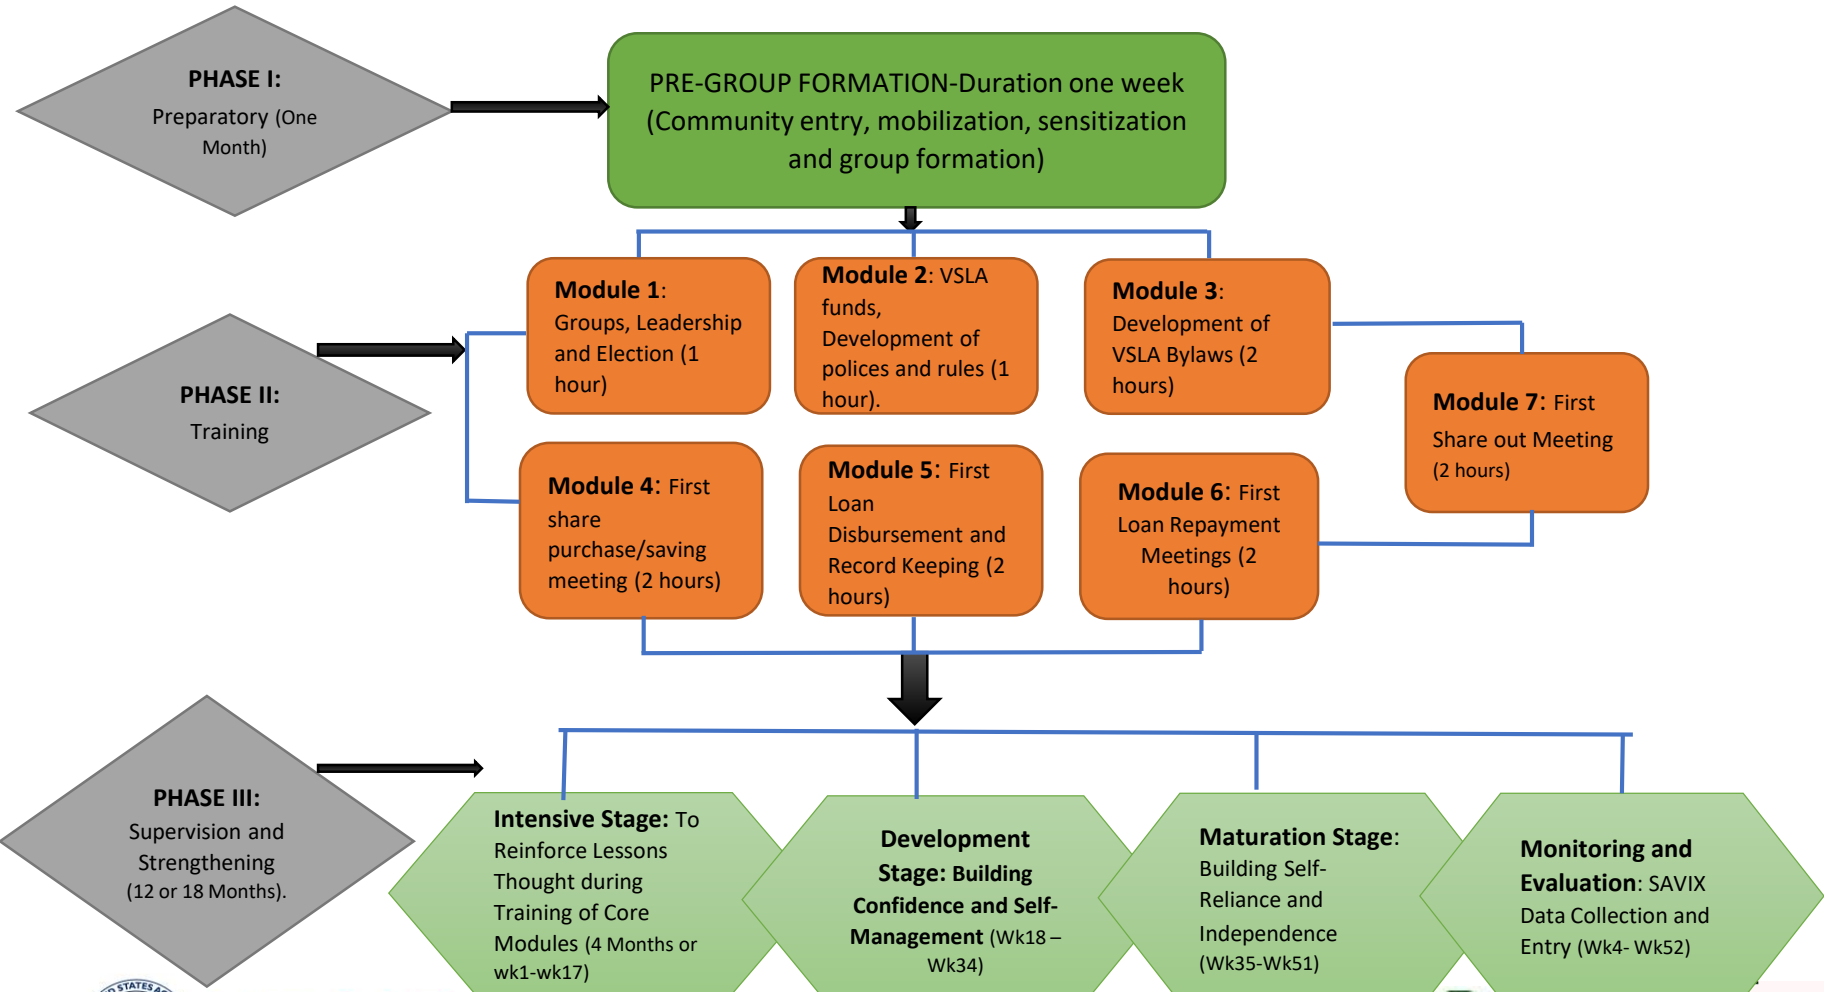 PHASE I:
Preparatory (One
Month)
PRE-GROUP FORMATION-Duration one week
(Community entry, mobilization, sensitization
and group formation)
PHASE II:
Training
Module 1:
Groups, Leadership
and Election (1
hour)
Module 2: VSLA
funds,
Development of
polices and rules (1
hour).
Module 3:
Development of
VSLA Bylaws (2
hours)
Module 7: First
Share out Meeting
(2 hours)
Module 4: First
share
purchase/saving
meeting (2 hours)
Module 5: First
Loan
Disbursement and
Record Keeping (2
hours)
Module 6: First
Loan Repayment
Meetings (2
hours)
PHASE III:
Supervision and
Strengthening
(12 or 18 Months).
Intensive Stage: To
Reinforce Lessons
Thought during
Training of Core
Modules (4 Months or
wk1-wk17)
Development
Stage: Building
Confidence and Self-
Management (Wk18 –
Wk34)
Maturation Stage:
Building Self-
Reliance and
Independence
(Wk35-Wk51)
Monitoring and
Evaluation: SAVIX
Data Collection and
Entry (Wk4- Wk52)